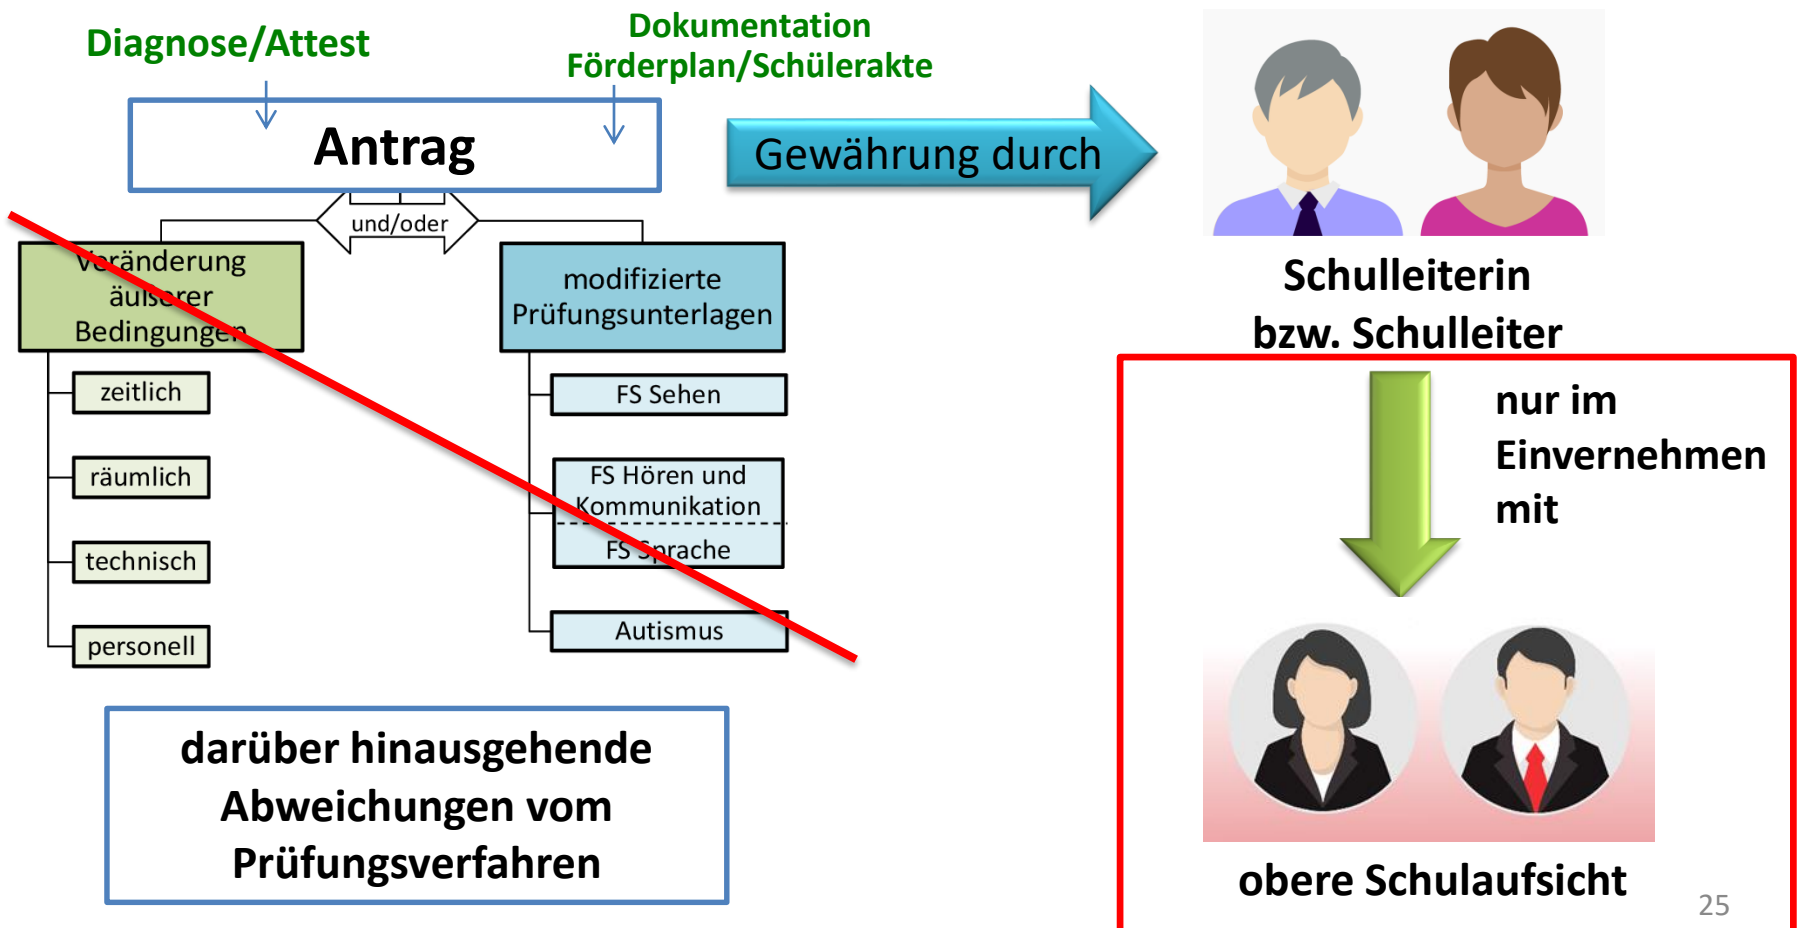 Diagnose/Attest
Dokumentation
Förderplan/Schülerakte
Antrag
Gewährung durch
und/oder
Veränderung
äußerer
Bedingungen
zeitlich
räumlich
technisch
personell
modifizierte
Prüfungsunterlagen
FS Sehen
FS Hören und
Kommunikation
FS Sprache
Autismus
darüber hinausgehende
Abweichungen vom
Prüfungsverfahren
Schulleiterin
bzw. Schulleiter
nur im
Einvernehmen
mit
obere Schulaufsicht
25